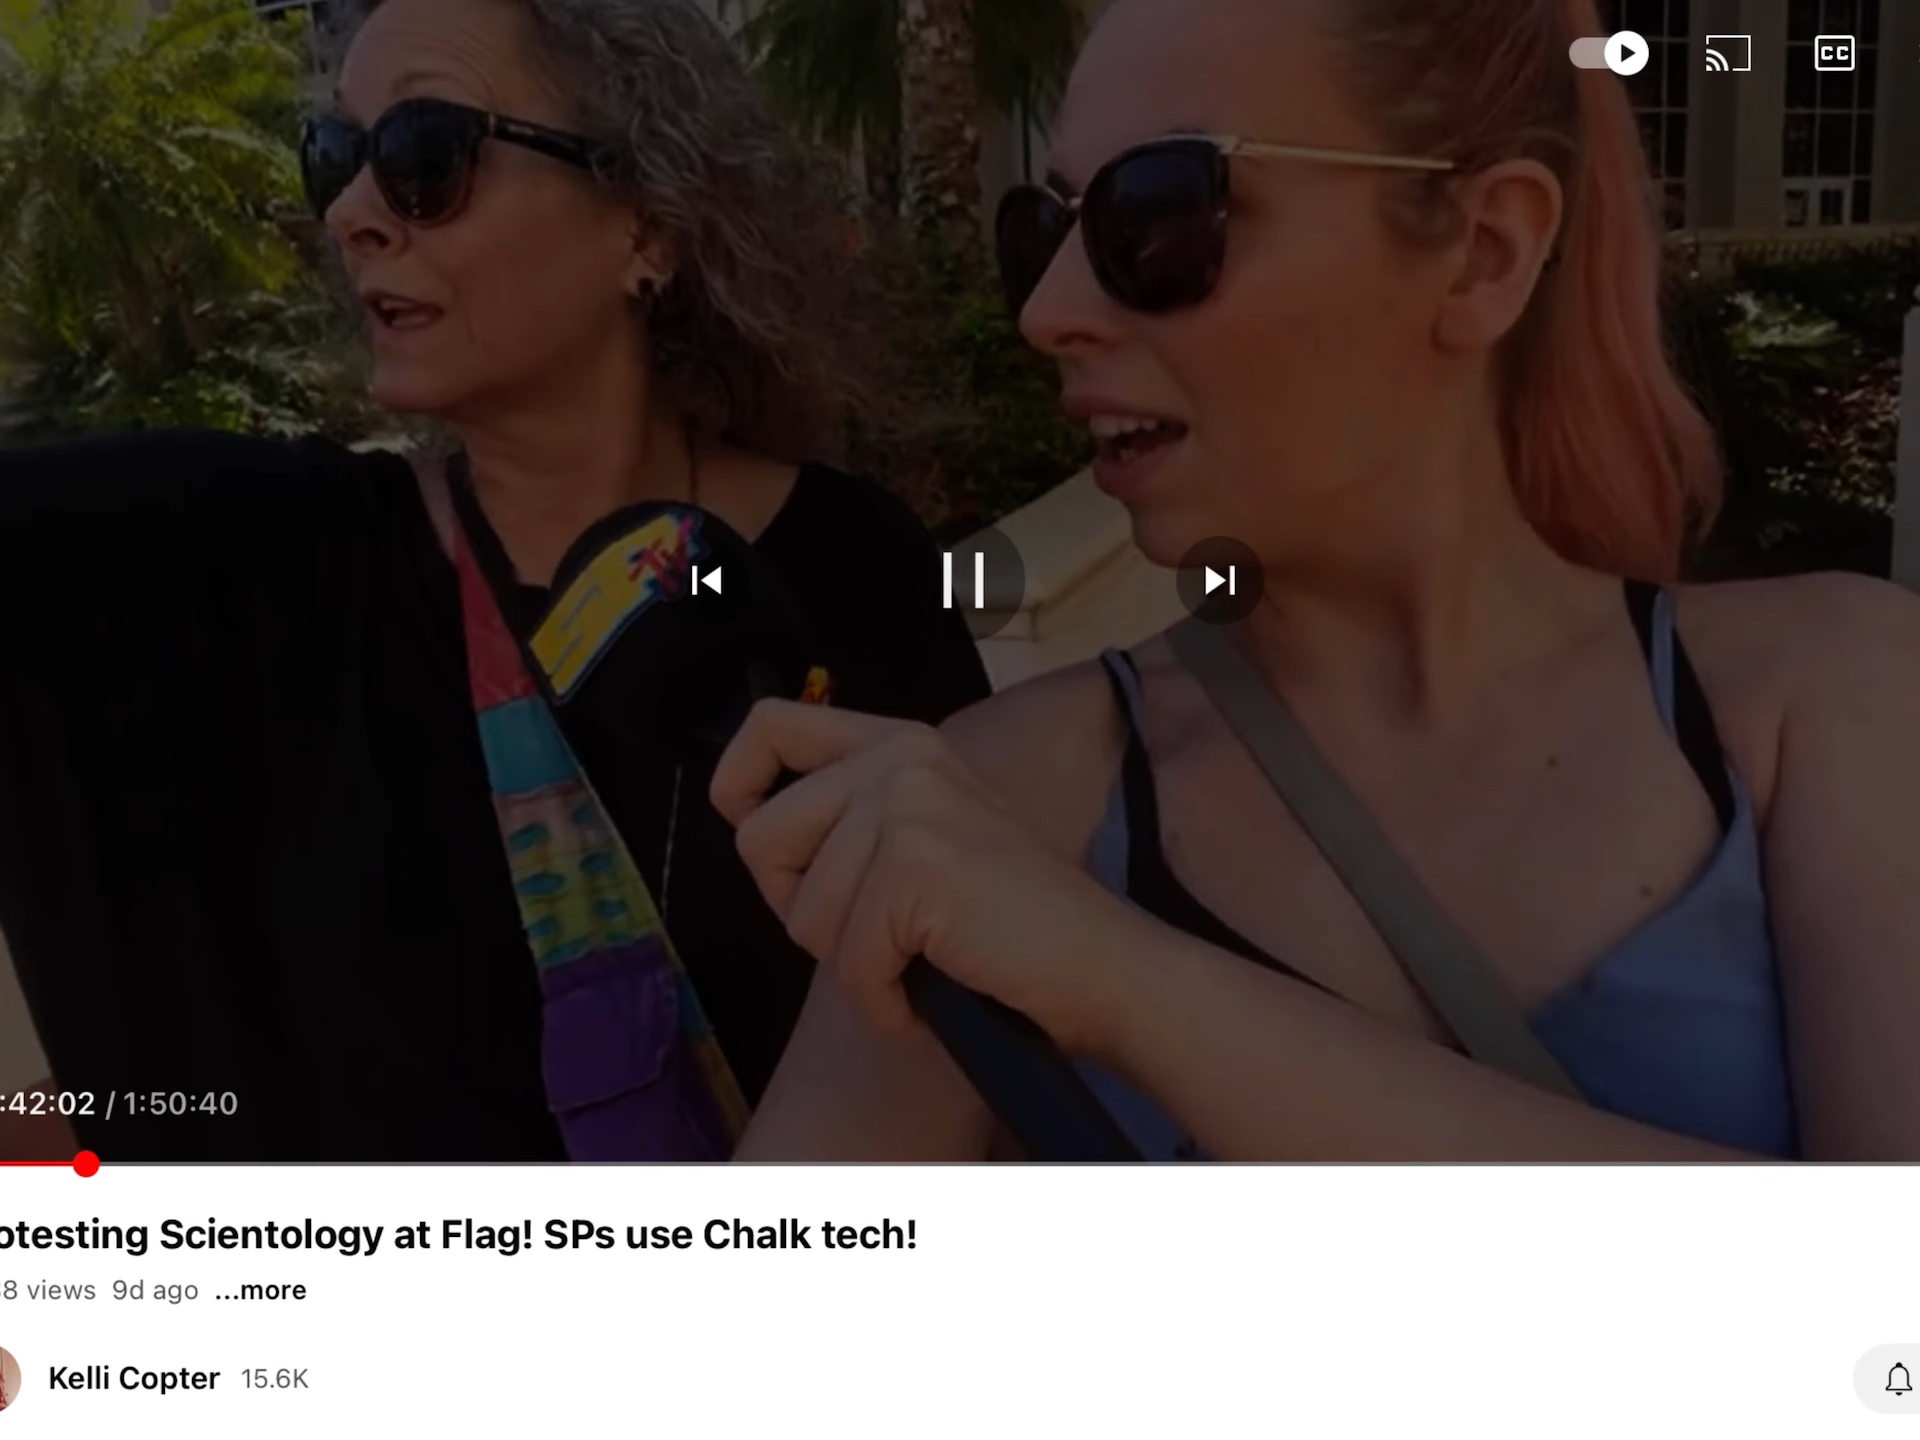 CC
:42:02 / 1:50:40
otesting Scientology at Flag! SPs use Chalk tech!
8 views 9d ago ...more
Kelli Copter 15.6K